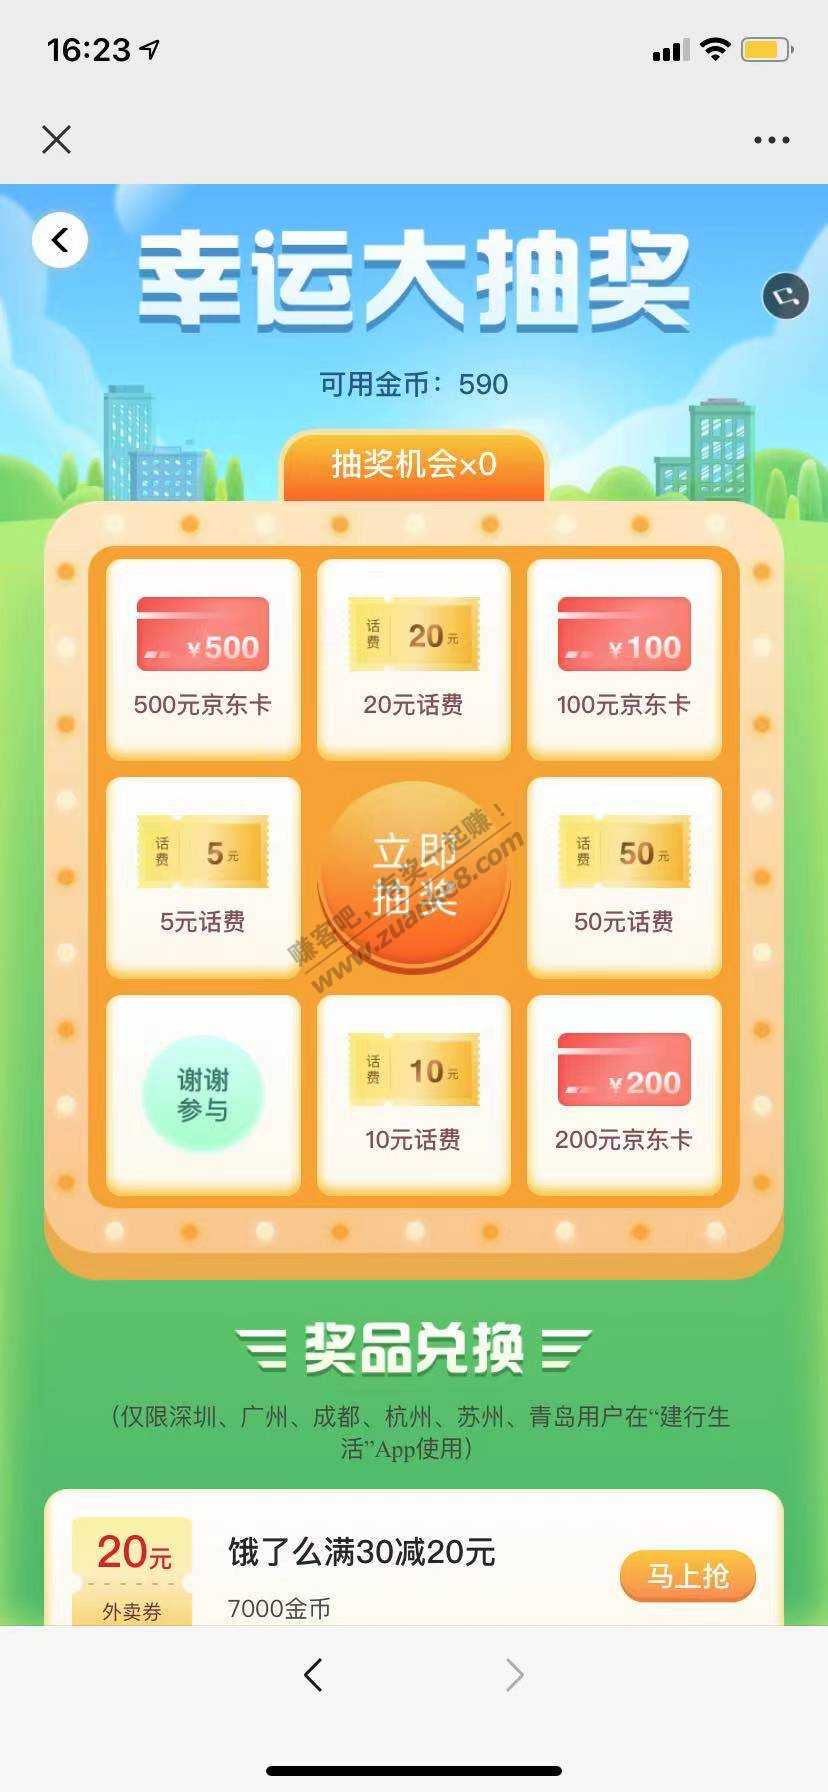 16:23
幸运大抽奖
可用金币：590
抽奖机会×0
¥500
话费 20元
¥100
500元京东卡
20元话费
100元京东卡
话费 5元
立即
抽奖
话费 50元
5元话费
50元话费
赚客吧，有奖一起赚！
www.zuanke8.com
谢谢
参与
话费 10元
¥200
10元话费
200元京东卡
奖品兑换
（仅限深圳、广州、成都、杭州、苏州、青岛用户在“建行生
活”App使用）
20元
外卖券
饿了么满30减20元
7000金币
马上抢